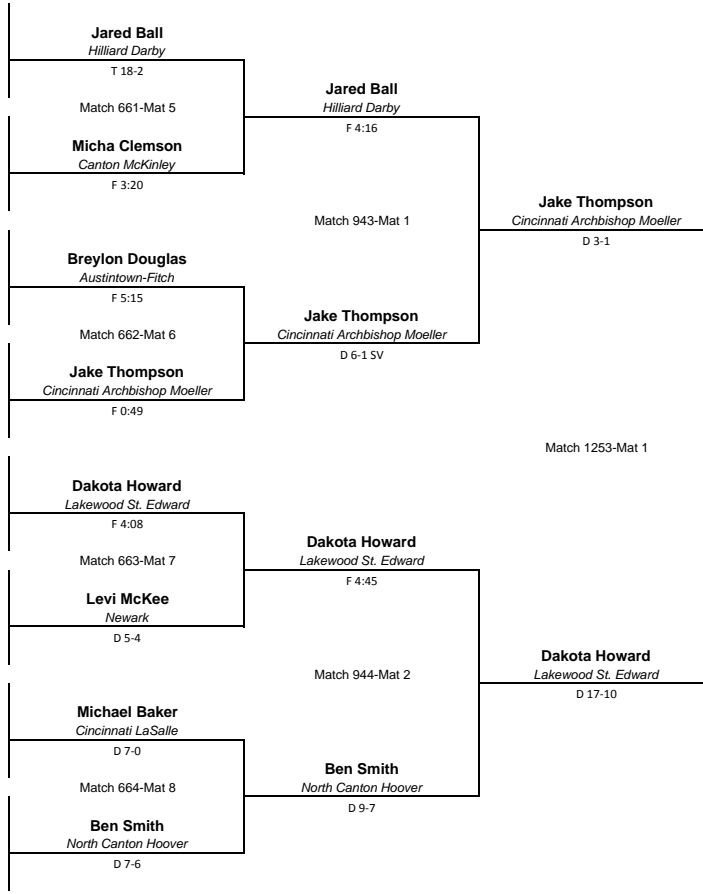 Jared Ball
Hilliard Darby
T 18-2
Match 661-Mat 5
Jared Ball
Hilliard Darby
F 4:16
Micha Clemson
Canton McKinley
F 3:20
Match 943-Mat 1
Jake Thompson
Cincinnati Archbishop Moeller
D 3-1
Breylon Douglas
Austintown-Fitch
F 5:15
Match 662-Mat 6
Jake Thompson
Cincinnati Archbishop Moeller
D 6-1 SV
Jake Thompson
Cincinnati Archbishop Moeller
F 0:49
Match 1253-Mat 1
Dakota Howard
Lakewood St. Edward
F 4:08
Match 663-Mat 7
Dakota Howard
Lakewood St. Edward
F 4:45
Levi McKee
Newark
D 5-4
Match 944-Mat 2
Dakota Howard
Lakewood St. Edward
D 17-10
Michael Baker
Cincinnati LaSalle
D 7-0
Match 664-Mat 8
Ben Smith
North Canton Hoover
D 9-7
Ben Smith
North Canton Hoover
D 7-6